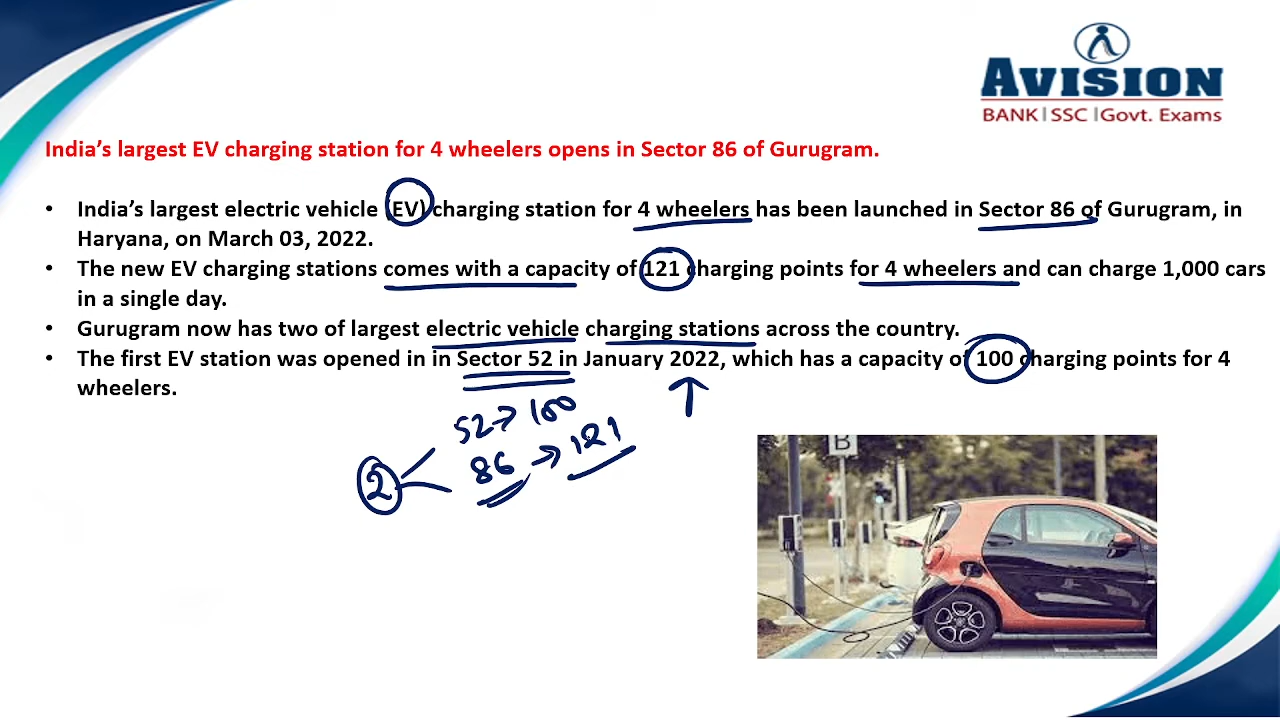 AVISION
BANK | SSC | Govt. Exams
India's largest EV charging station for 4 wheelers opens in Sector 86 of Gurugram.
• India's largest electric vehicle (EV) charging station for 4 wheelers has been launched in Sector 86 of Gurugram, in
Haryana, on March 03, 2022.
• The new EV charging stations comes with a capacity of 121 charging points for 4 wheelers and can charge 1,000 cars
in a single day.
• Gurugram now has two of largest electric vehicle charging stations across the country.
• The first EV station was opened in in Sector 52 in January 2022, which has a capacity of 100 charging points for 4
wheelers.
52 → 100
2
86 → 121
B